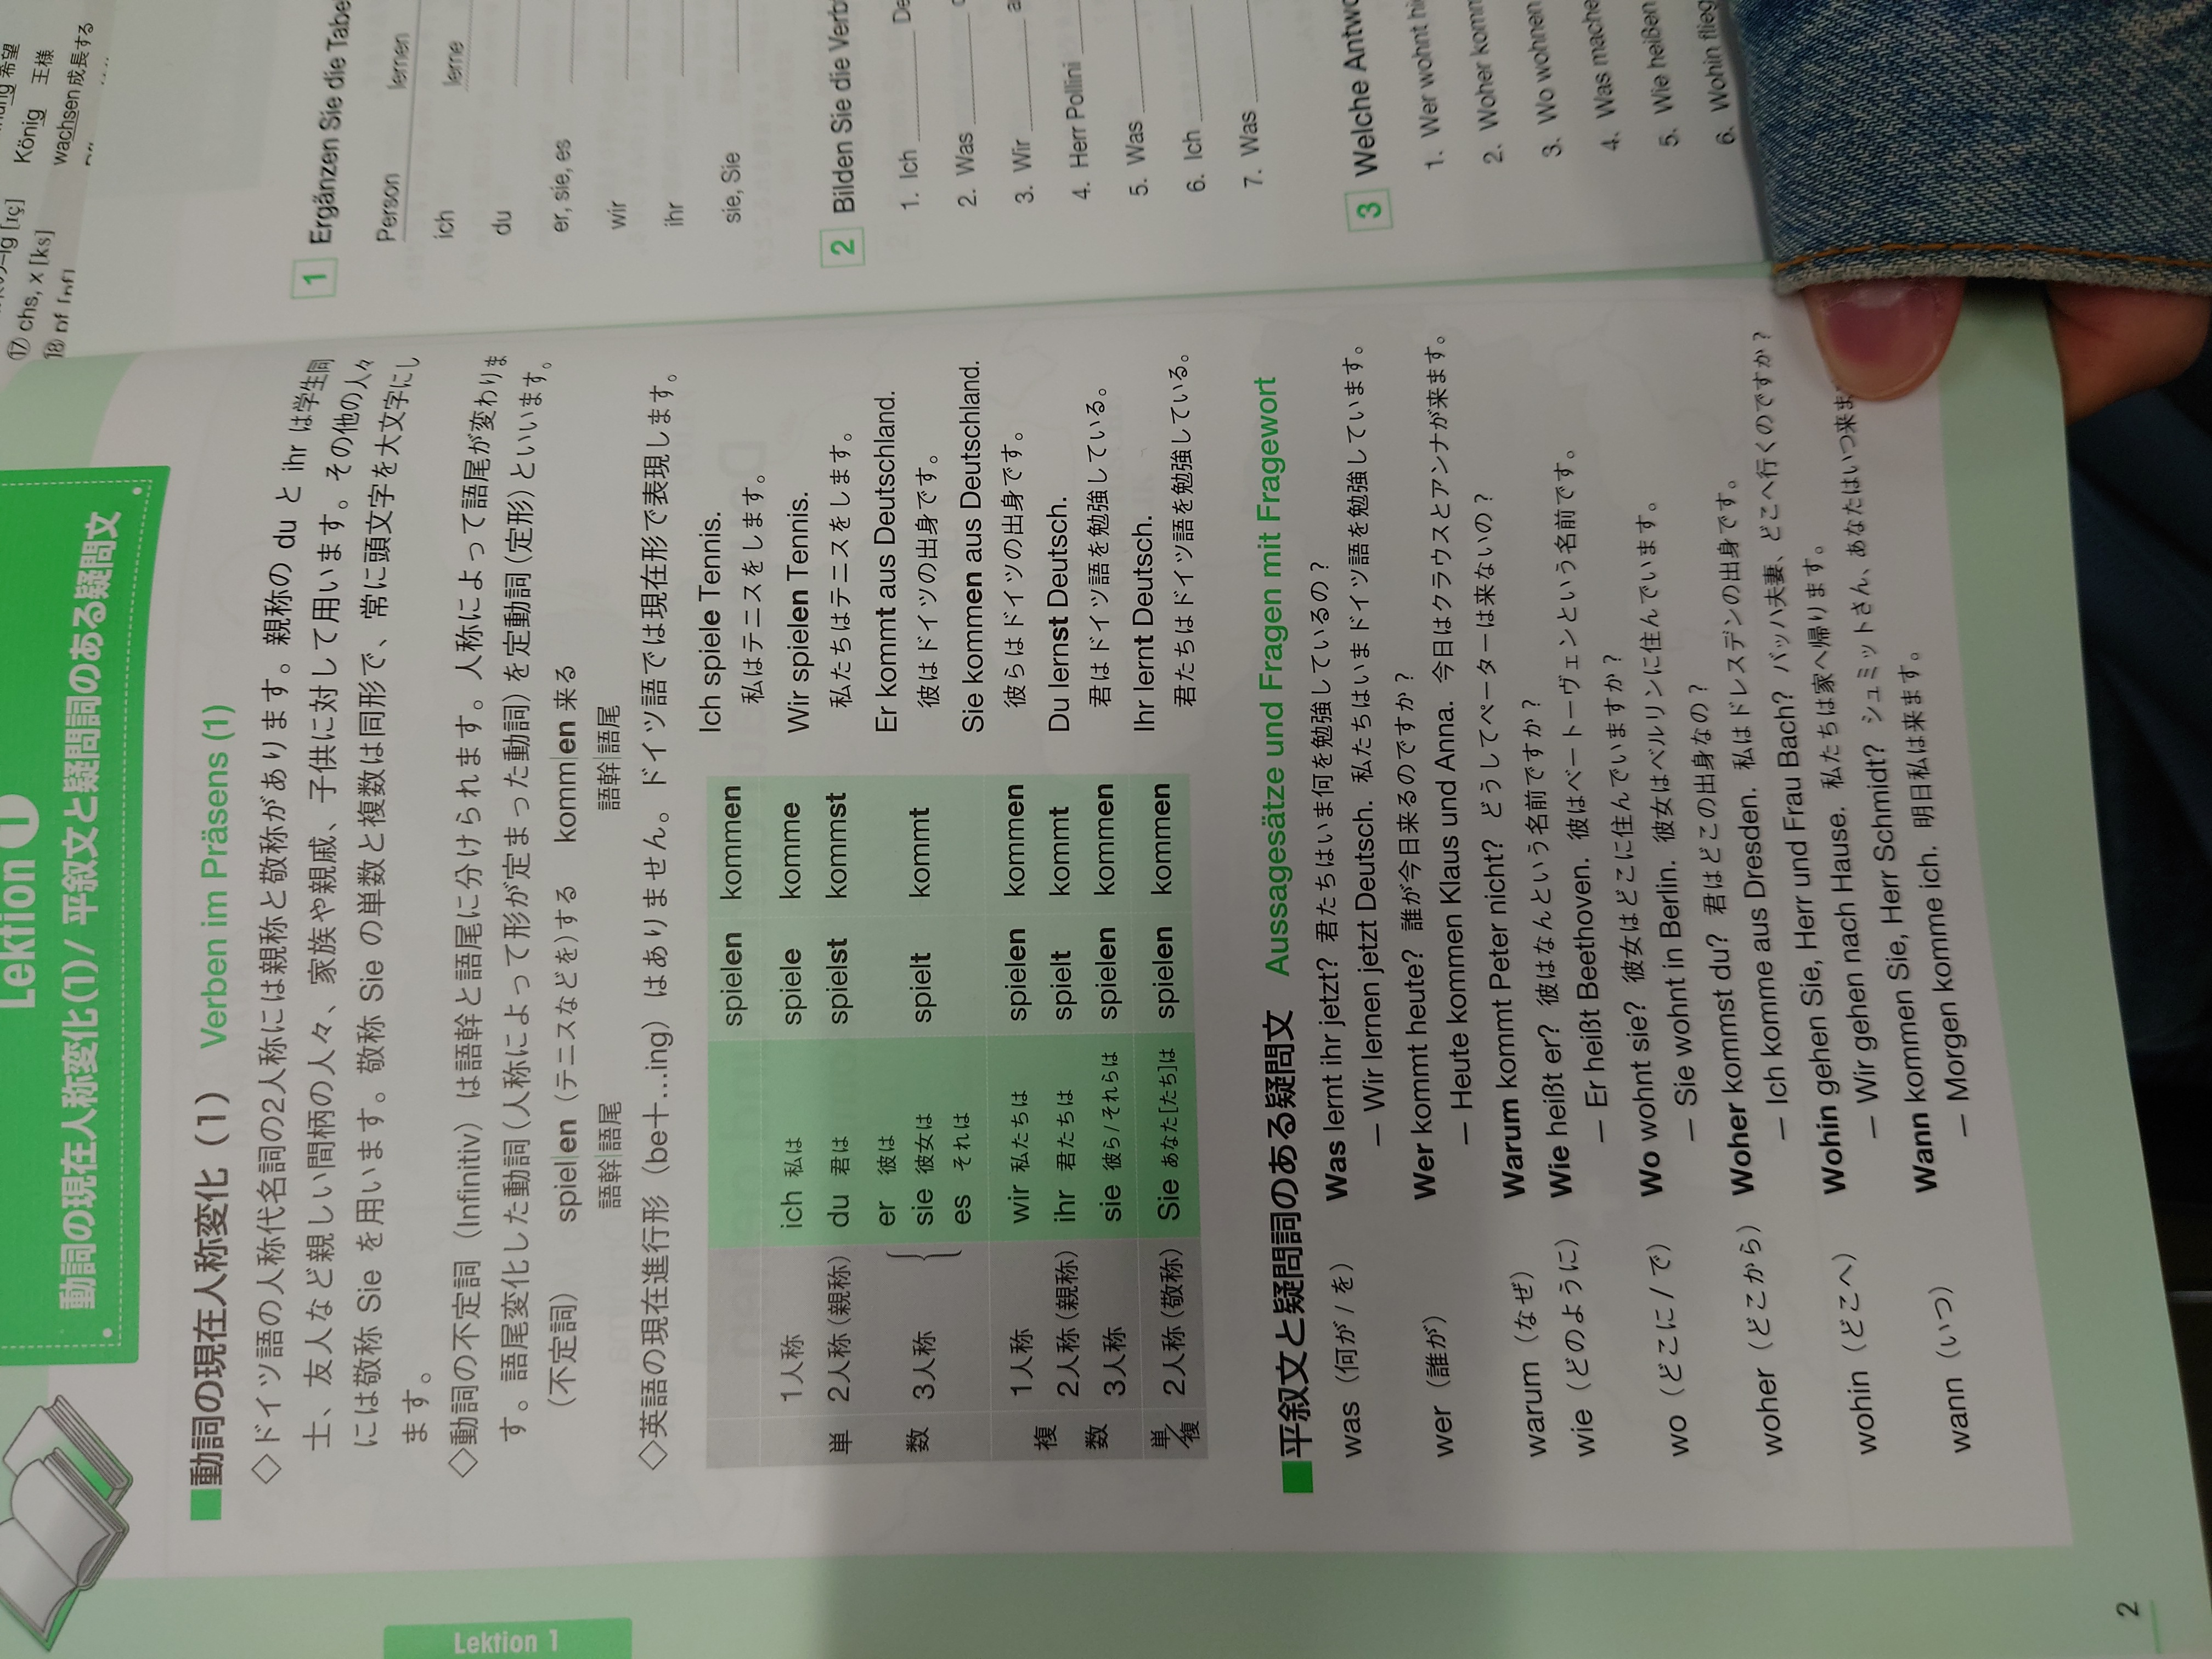 Lektion 1
動詞の現在人称変化(1)/ 平叙文と疑問詞のある疑問文
■動詞の現在人称変化（1） Verben im Präsens (1)
◇ドイツ語の人称代名詞の2人称には親称と敬称があります。親称の du と ihr は学生同
士、友人など親しい間柄の人々、家族や親戚、子供に対して用います。その他の人々
には敬称 Sie を用います。敬称 Sie の単数と複数は同形で、常に頭文字を大文字にし
ます。
◇動詞の不定詞（Infinitiv）は語幹と語尾に分けられます。人称によって語尾が変わりま
す。語尾変化した動詞（人称によって形が定まった動詞）を定動詞（定形）といいます。
（不定詞） spiel|en（テニスなどを）する komm|en 来る
語幹|語尾 語幹|語尾
◇英語の現在進行形（be＋...ing）はありません。ドイツ語では現在形で表現します。
spielen kommen
単数 1人称 ich 私は spiele komme
2人称（親称） du 君は spielst kommst
3人称 er 彼は
sie 彼女は spielt kommt
es それは
複数 1人称 wir 私たちは spielen kommen
2人称（親称） ihr 君たちは spielt kommt
3人称 sie 彼ら/それらは spielen kommen
単/複 2人称（敬称） Sie あなた[たち]は spielen kommen
Ich spiele Tennis.
私はテニスをします。
Wir spielen Tennis.
私たちはテニスをします。
Er kommt aus Deutschland.
彼はドイツの出身です。
Sie kommen aus Deutschland.
彼らはドイツの出身です。
Du lernst Deutsch.
君はドイツ語を勉強している。
Ihr lernt Deutsch.
君たちはドイツ語を勉強している。
■平叙文と疑問詞のある疑問文 Aussagesätze und Fragen mit Fragewort
was（何が / を） Was lernt ihr jetzt? 君たちはいま何を勉強しているの？
— Wir lernen jetzt Deutsch. 私たちはいまドイツ語を勉強しています。
wer（誰が） Wer kommt heute? 誰が今日来るのですか？
— Heute kommen Klaus und Anna. 今日はクラウスとアンナが来ます。
warum（なぜ） Warum kommt Peter nicht? どうしてペーターは来ないの？
wie（どのように） Wie heißt er? 彼はなんという名前ですか？
— Er heißt Beethoven. 彼はベートーヴェンという名前です。
wo（どこに / で） Wo wohnt sie? 彼女はどこに住んでいますか？
— Sie wohnt in Berlin. 彼女はベルリンに住んでいます。
woher（どこから） Woher kommst du? 君はどこの出身なの？
— Ich komme aus Dresden. 私はドレスデンの出身です。
wohin（どこへ） Wohin gehen Sie, Herr und Frau Bach? バッハ夫妻、どこへ行くのですか？
— Wir gehen nach Hause. 私たちは家へ帰ります。
wann（いつ） Wann kommen Sie, Herr Schmidt? シュミットさん、あなたはいつ来ま
— Morgen komme ich. 明日私は来ます。
Lektion 1
2
ig [ɪç] 希望
König 王様
⑰ chs, x [ks] wachsen 成長する
⑱ pf [pf]
1 Ergänzen Sie die Tabe
Person lernen
ich lerne
du
er, sie, es
wir
ihr
sie, Sie
2 Bilden Sie die Verb
1. Ich De
2. Was
3. Wir a
4. Herr Pollini
5. Was
6. Ich
7. Was
3 Welche Antwo
1. Wer wohnt hi
2. Woher komm
3. Wo wohnen
4. Was mache
5. Wie heißen
6. Wohin flieg